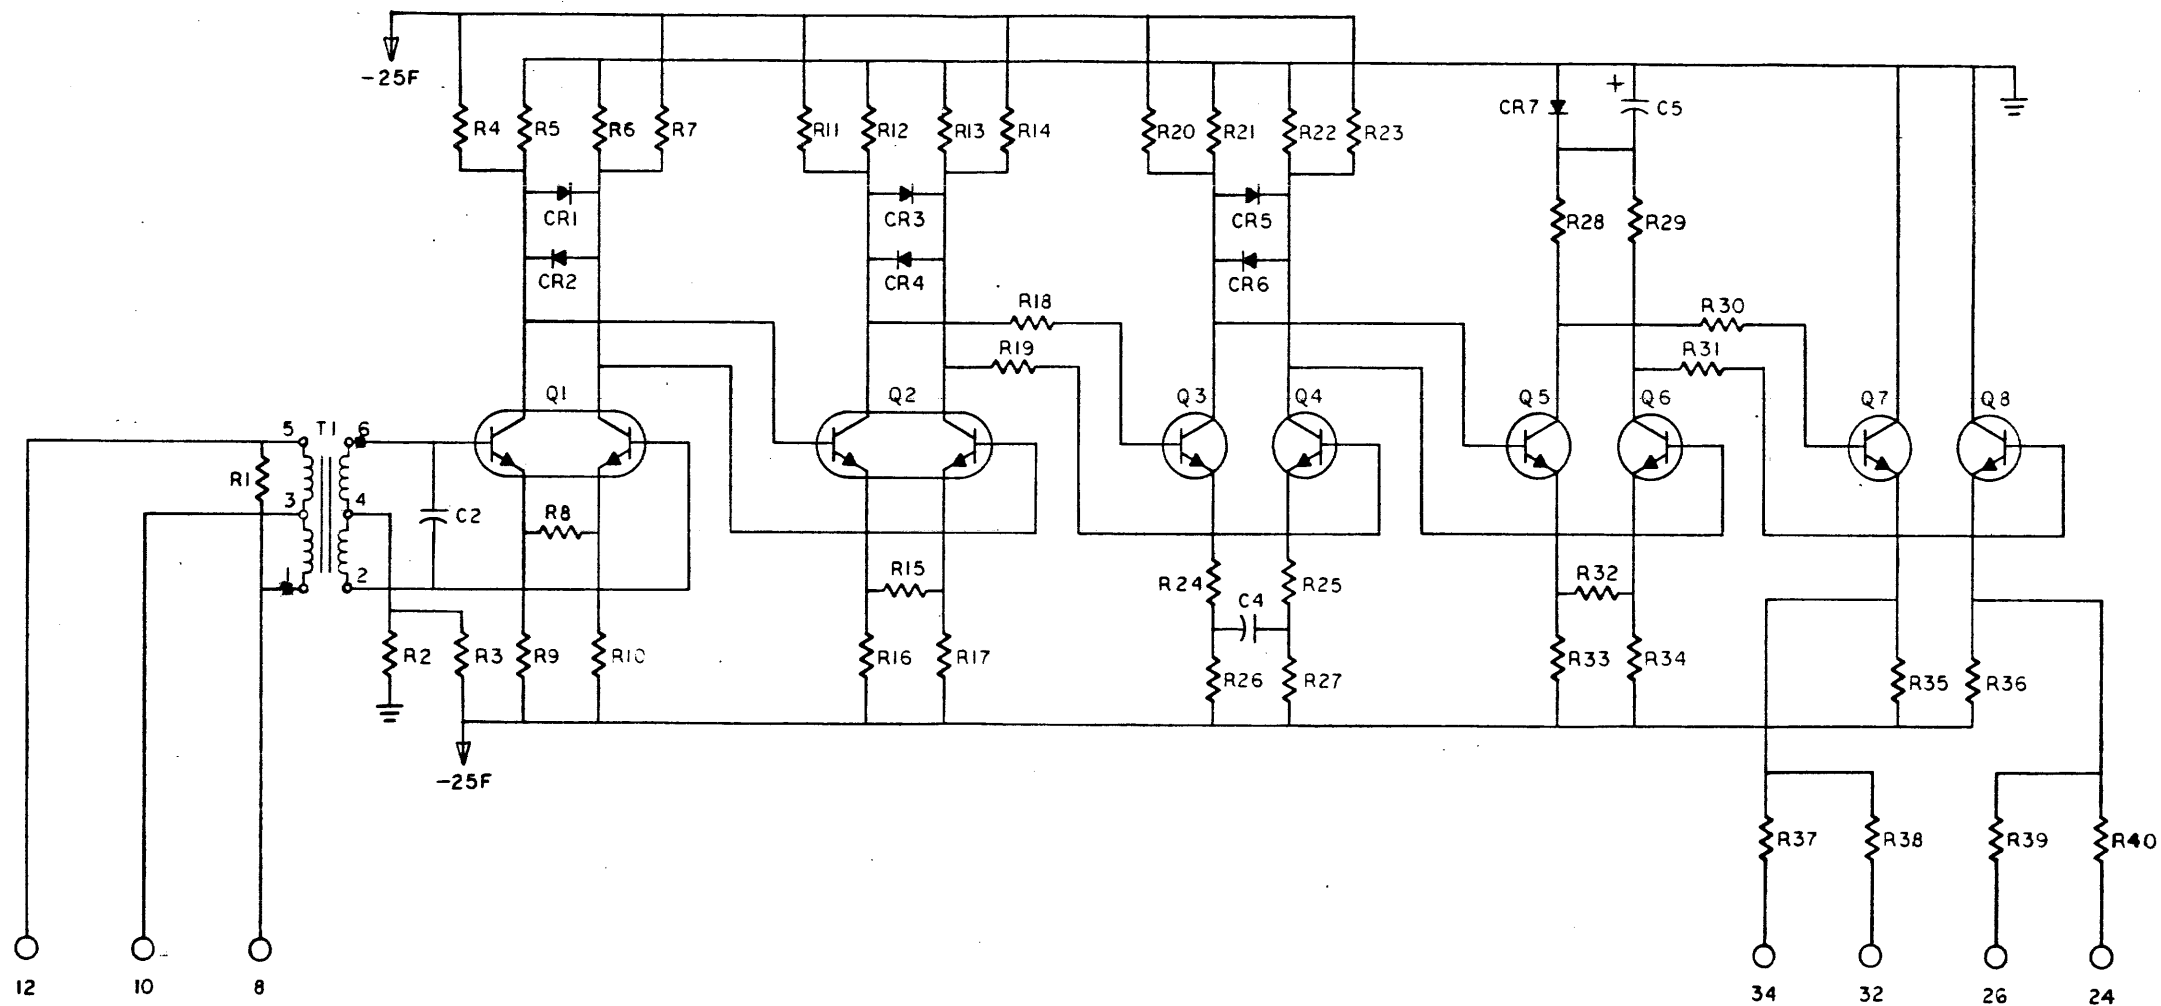 -25F
R4 R5 R6 R7 R11 R12 R13 R14 R20 R21 R22 R23 CR7 + C5
CR1 CR3 CR5 R28 R29
CR2 CR4 CR6
R18 R30
R19 R31
Q1 Q2 Q3 Q4 Q5 Q6 Q7 Q8
5 T1 6
R1 3 4 C2 R8
1 2 R15 R24 R25 R32
C4
R2 R3 R9 R10 R16 R17 R26 R27 R33 R34 R35 R36
-25F
R37 R38 R39 R40
12 10 8 34 32 26 24